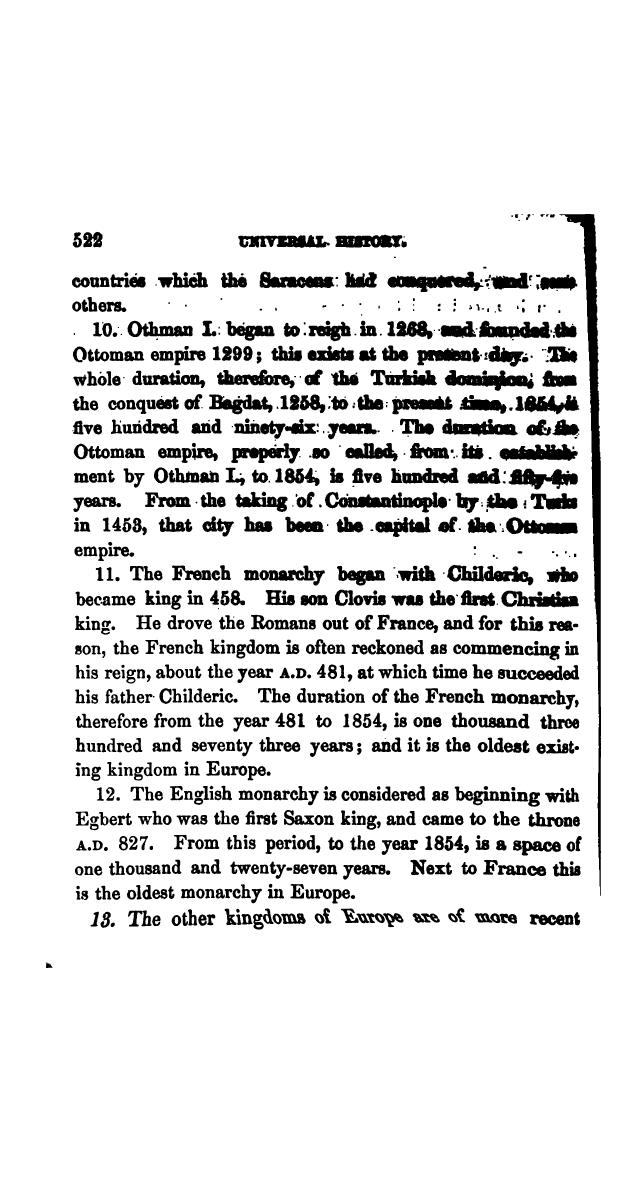 522 UNIVERSAL HISTORY.
countries which the Saracens had conquered, and some
others.
10. Othman I. began to reigh in 1268, and founded the
Ottoman empire 1299; this exists at the present day. The
whole duration, therefore, of the Turkish dominion, from
the conquest of Bagdat, 1258, to the present time, 1854, is
five hundred and ninety-six years. The duration of the
Ottoman empire, properly so called, from its establish-
ment by Othman I., to 1854, is five hundred and fifty-five
years. From the taking of Constantinople by the Turks
in 1453, that city has been the capital of the Ottoman
empire.
11. The French monarchy began with Childeric, who
became king in 458. His son Clovis was the first Christian
king. He drove the Romans out of France, and for this rea-
son, the French kingdom is often reckoned as commencing in
his reign, about the year A.D. 481, at which time he succeeded
his father Childeric. The duration of the French monarchy,
therefore from the year 481 to 1854, is one thousand three
hundred and seventy three years; and it is the oldest exist-
ing kingdom in Europe.
12. The English monarchy is considered as beginning with
Egbert who was the first Saxon king, and came to the throne
A.D. 827. From this period, to the year 1854, is a space of
one thousand and twenty-seven years. Next to France this
is the oldest monarchy in Europe.
13. The other kingdoms of Europe are of more recent